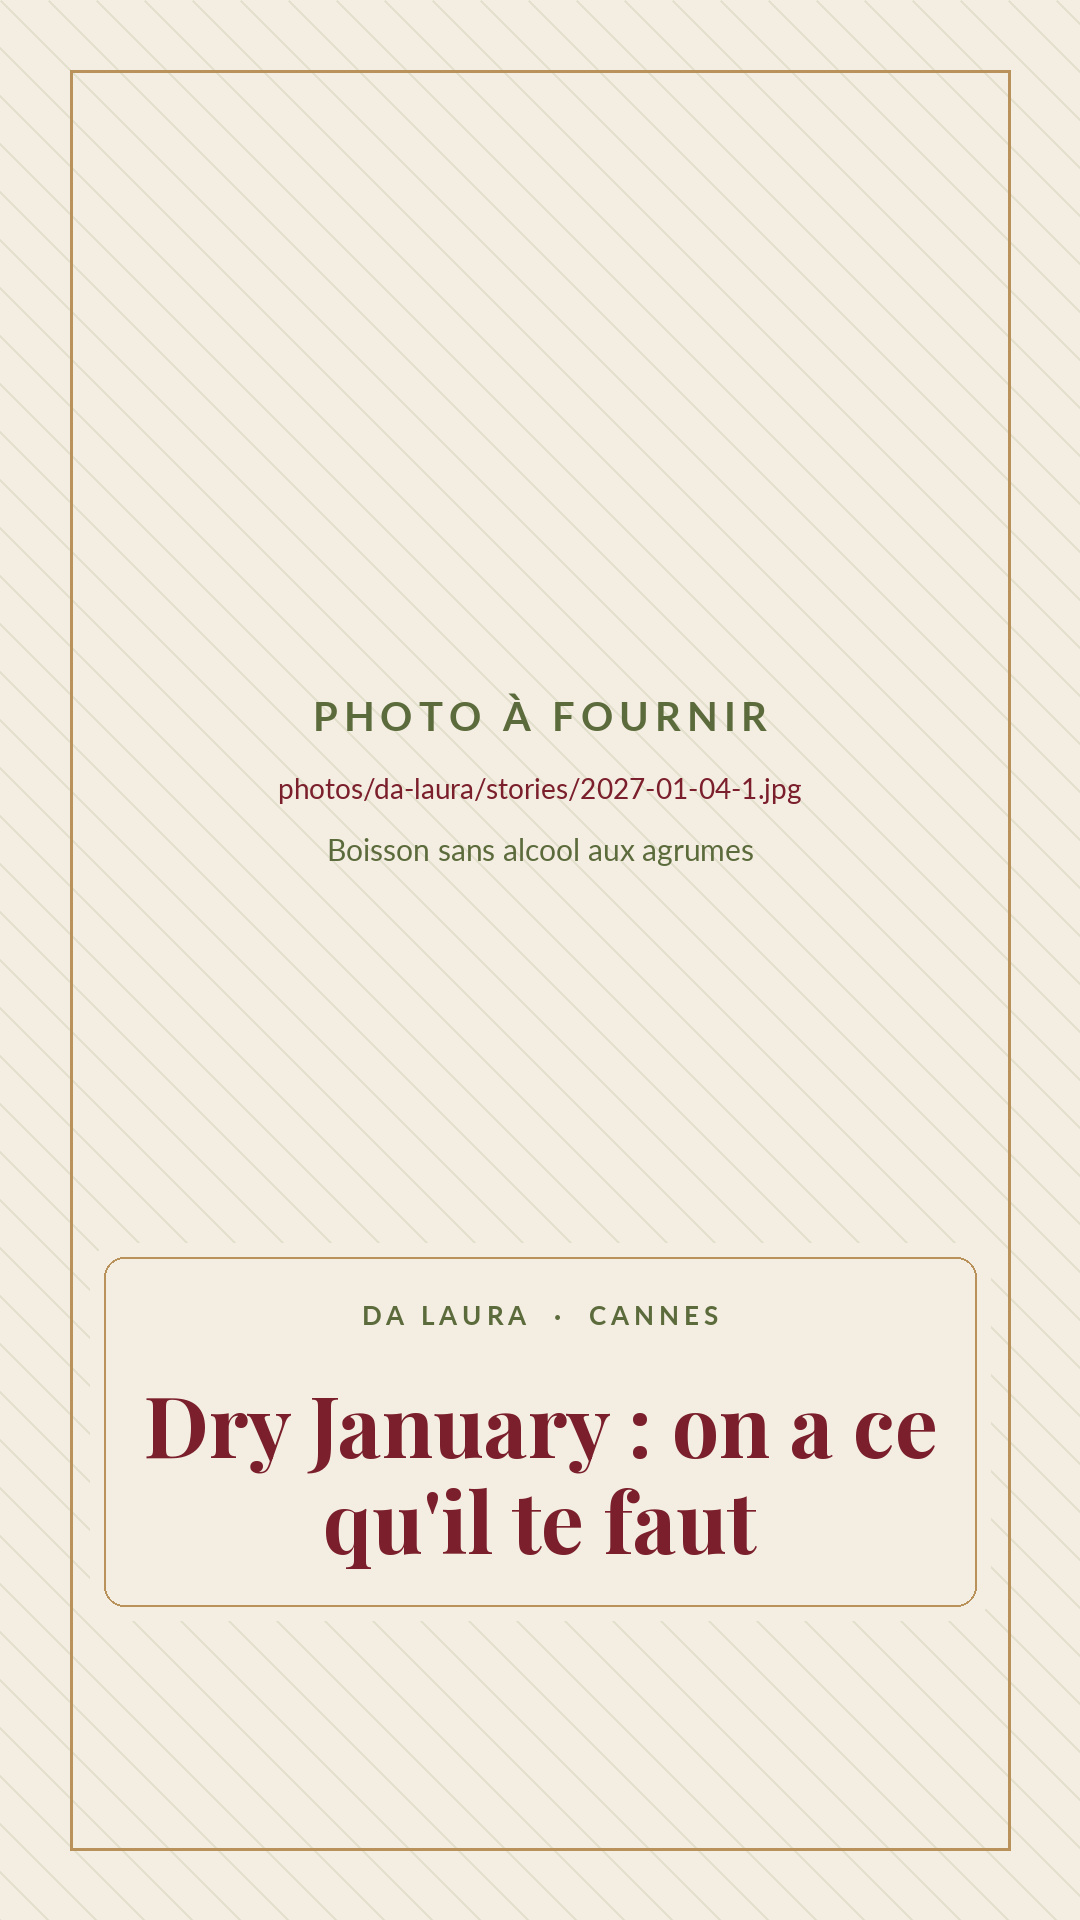 PHOTO À FOURNIR
photos/da-laura/stories/2027-01-04-1.jpg
Boisson sans alcool aux agrumes
DA LAURA · CANNES
Dry January : on a ce
qu'il te faut